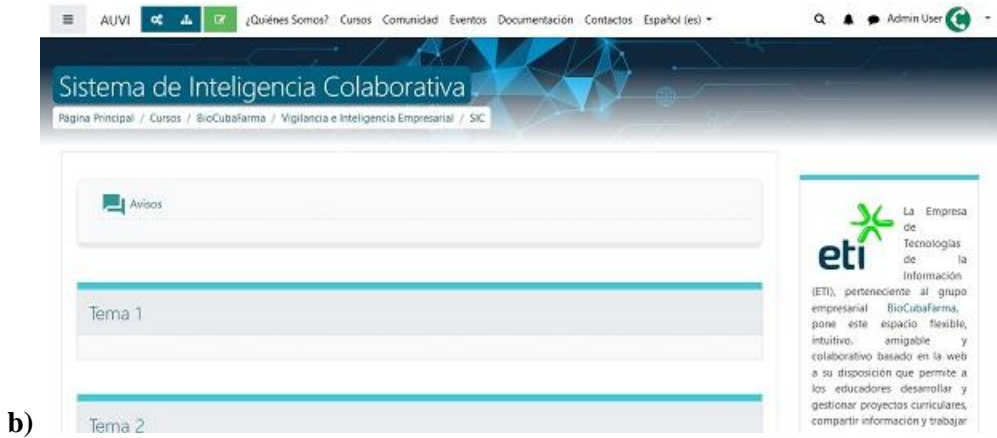 AUVI ¿Quiénes Somos? Cursos Comunidad Eventos Documentación Contactos Español (es) Admin User
Sistema de Inteligencia Colaborativa
Página Principal / Cursos / BioCubaFarma / Vigilancia e Inteligencia Empresarial / SIC
Avisos
Tema 1
Tema 2
eti
La Empresa
de
Tecnologías
de la
Información
(ETI), perteneciente al grupo
empresarial BioCubaFarma,
pone este espacio flexible,
intuitivo, amigable y
colaborativo basado en la web
a su disposición que permite a
los educadores desarrollar y
gestionar proyectos curriculares,
compartir información y trabajar
b)